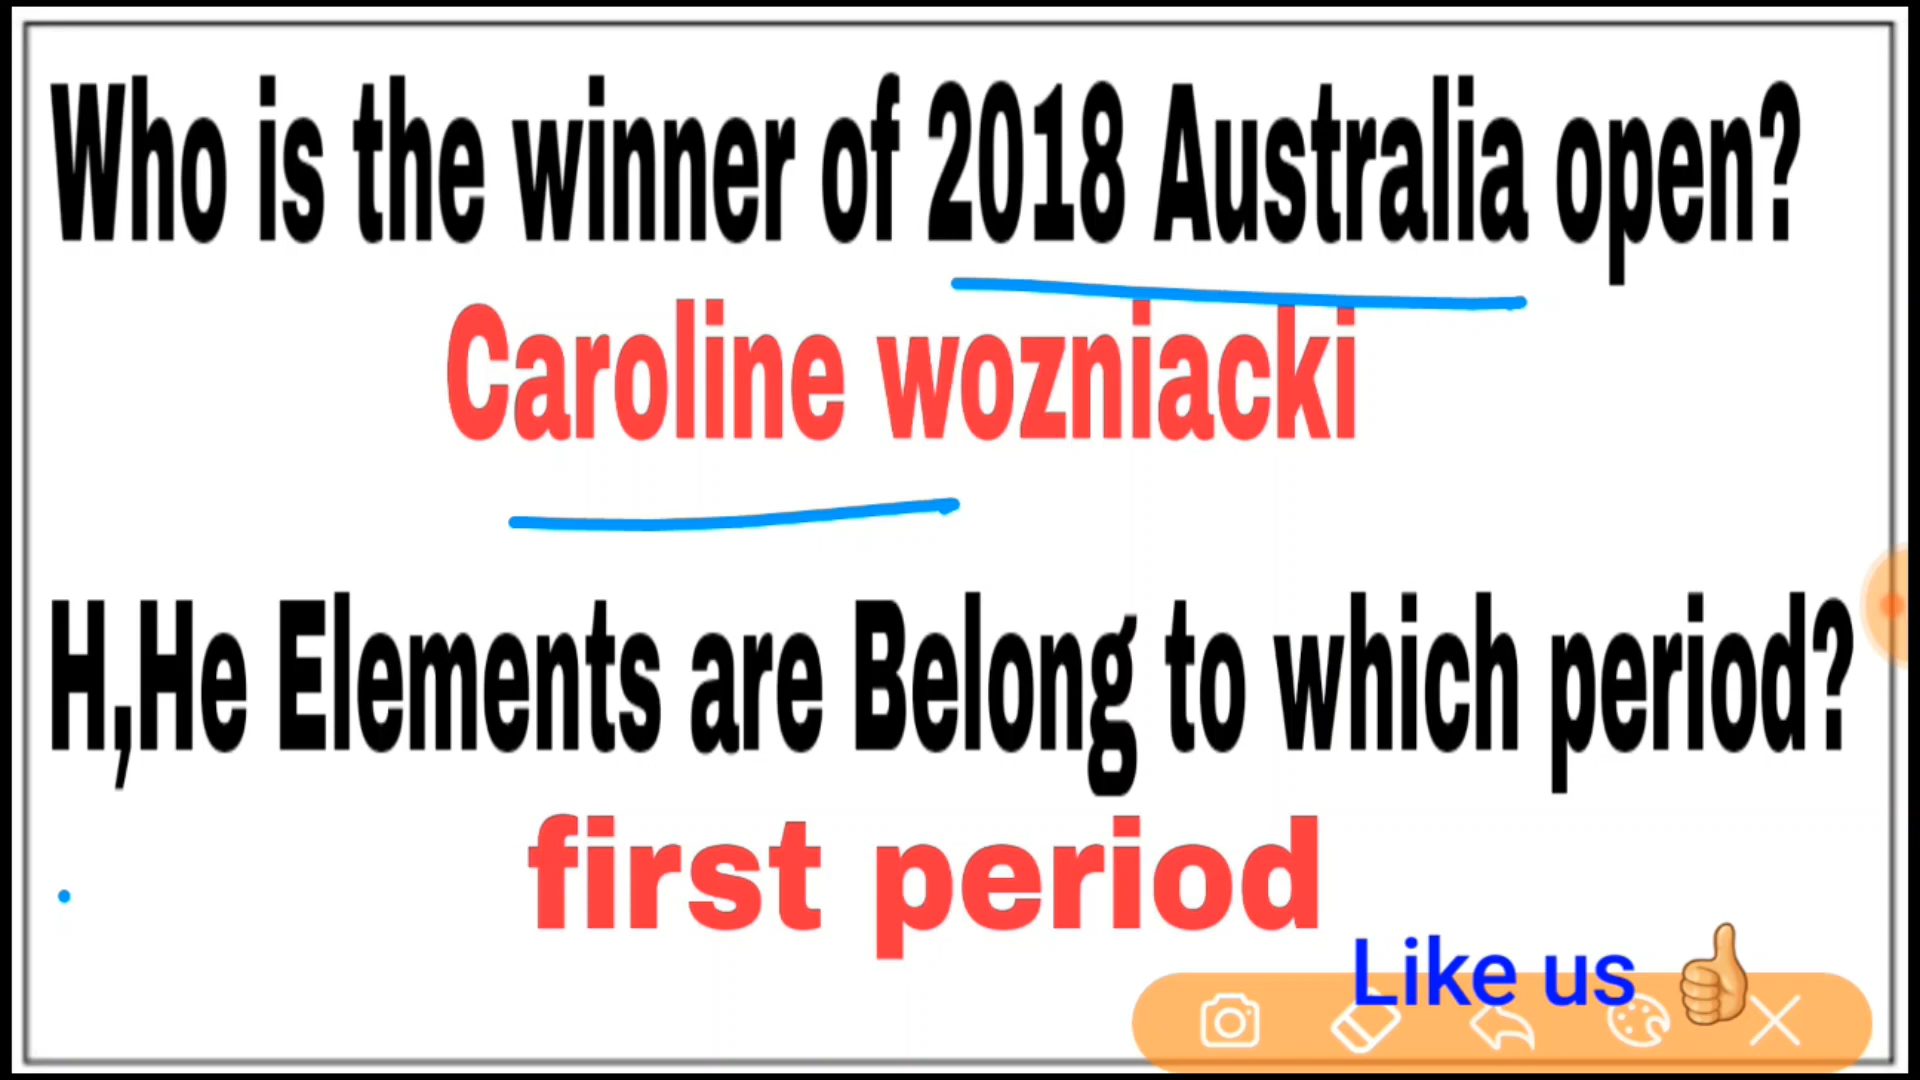 Who is the winner of 2018 Australia open?
Caroline wozniacki
H,He Elements are Belong to which period?
first period
Like us 👍